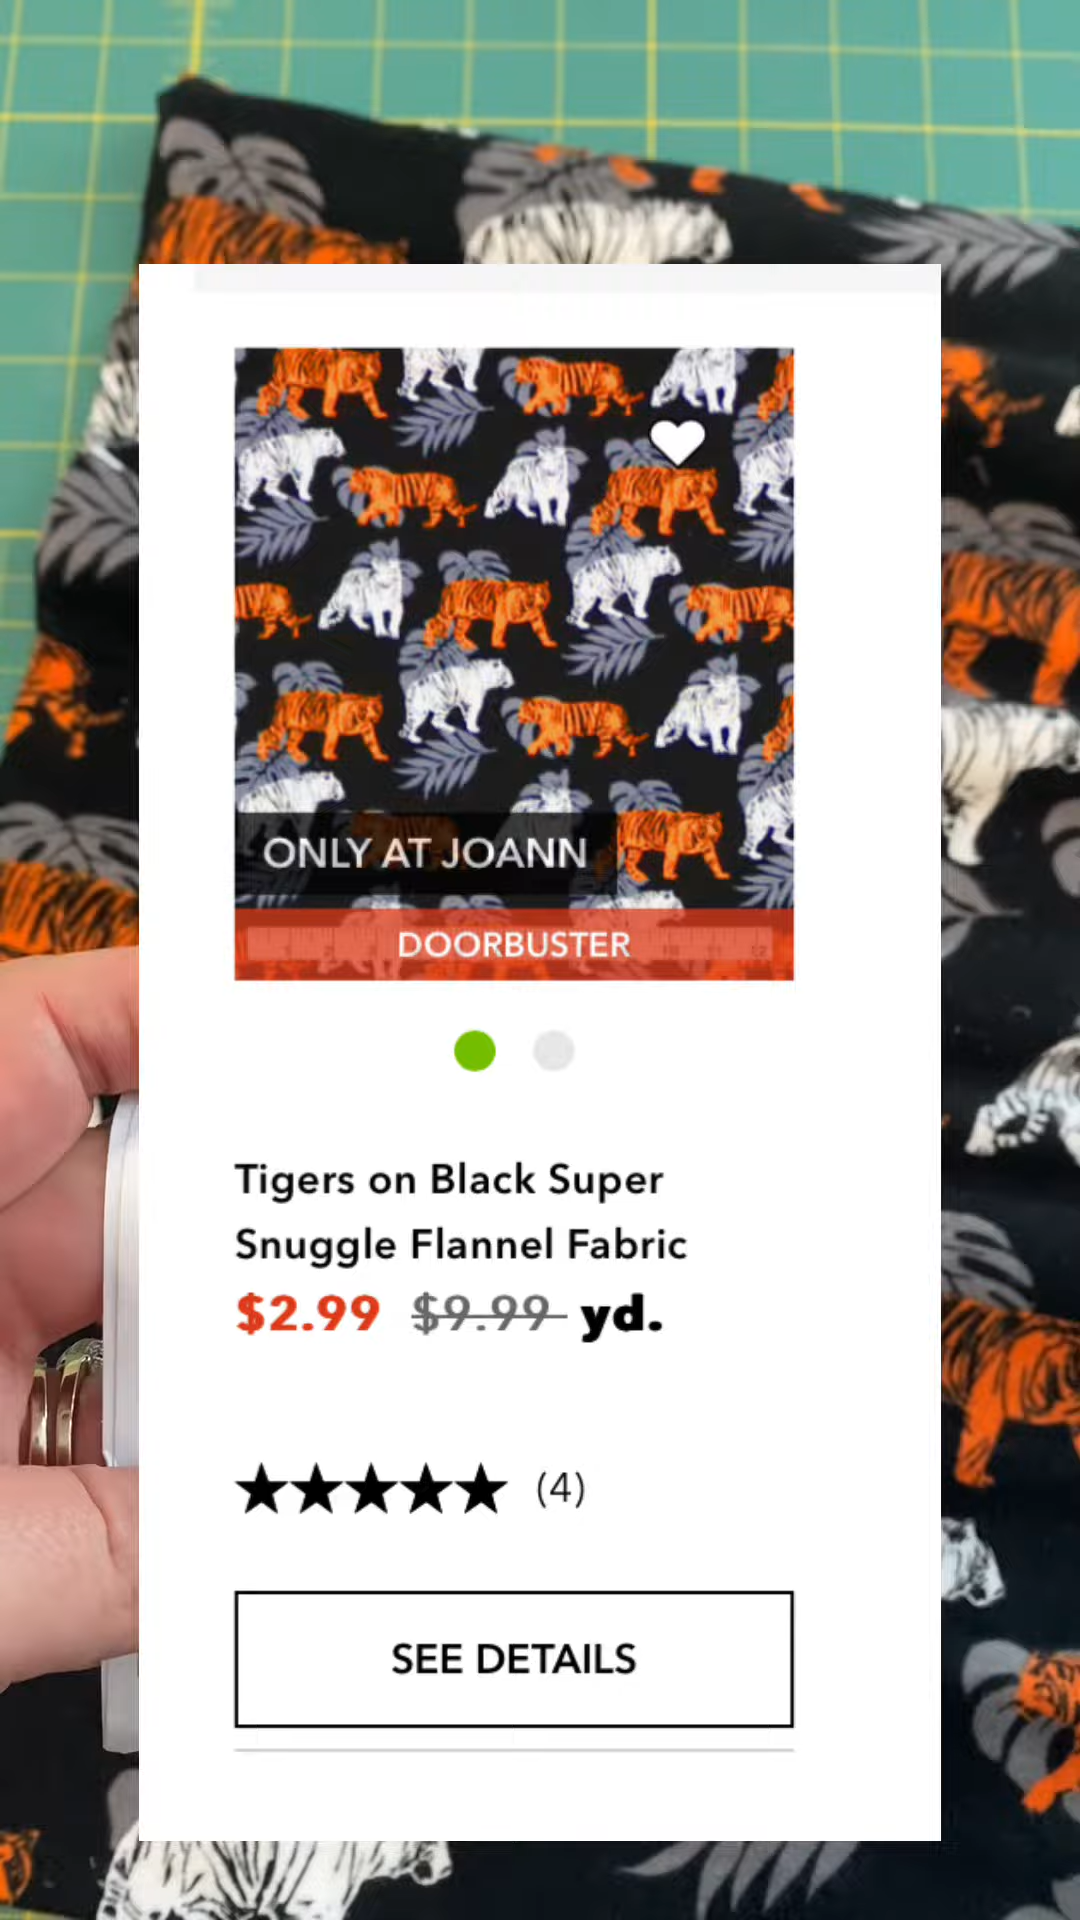 ONLY AT JOANN
DOORBUSTER
Tigers on Black Super
Snuggle Flannel Fabric
$2.99 $9.99 yd.
★★★★★ (4)
SEE DETAILS